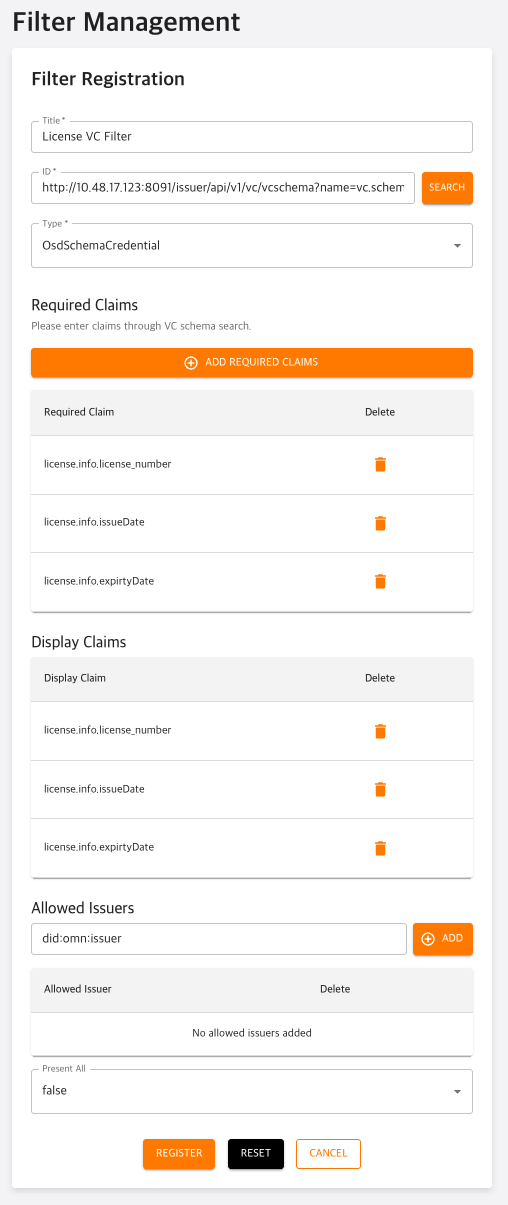 Filter Management
Filter Registration
Title *
License VC Filter
ID *
http://10.48.17.123:8091/issuer/api/v1/vc/vcschema?name=vc.schem
SEARCH
Type *
OsdSchemaCredential
Required Claims
Please enter claims through VC schema search.
ADD REQUIRED CLAIMS
Required Claim Delete
license.info.license_number
license.info.issueDate
license.info.expirtyDate
Display Claims
Display Claim Delete
license.info.license_number
license.info.issueDate
license.info.expirtyDate
Allowed Issuers
did:omn:issuer
ADD
Allowed Issuer Delete
No allowed issuers added
Present All
false
REGISTER RESET CANCEL